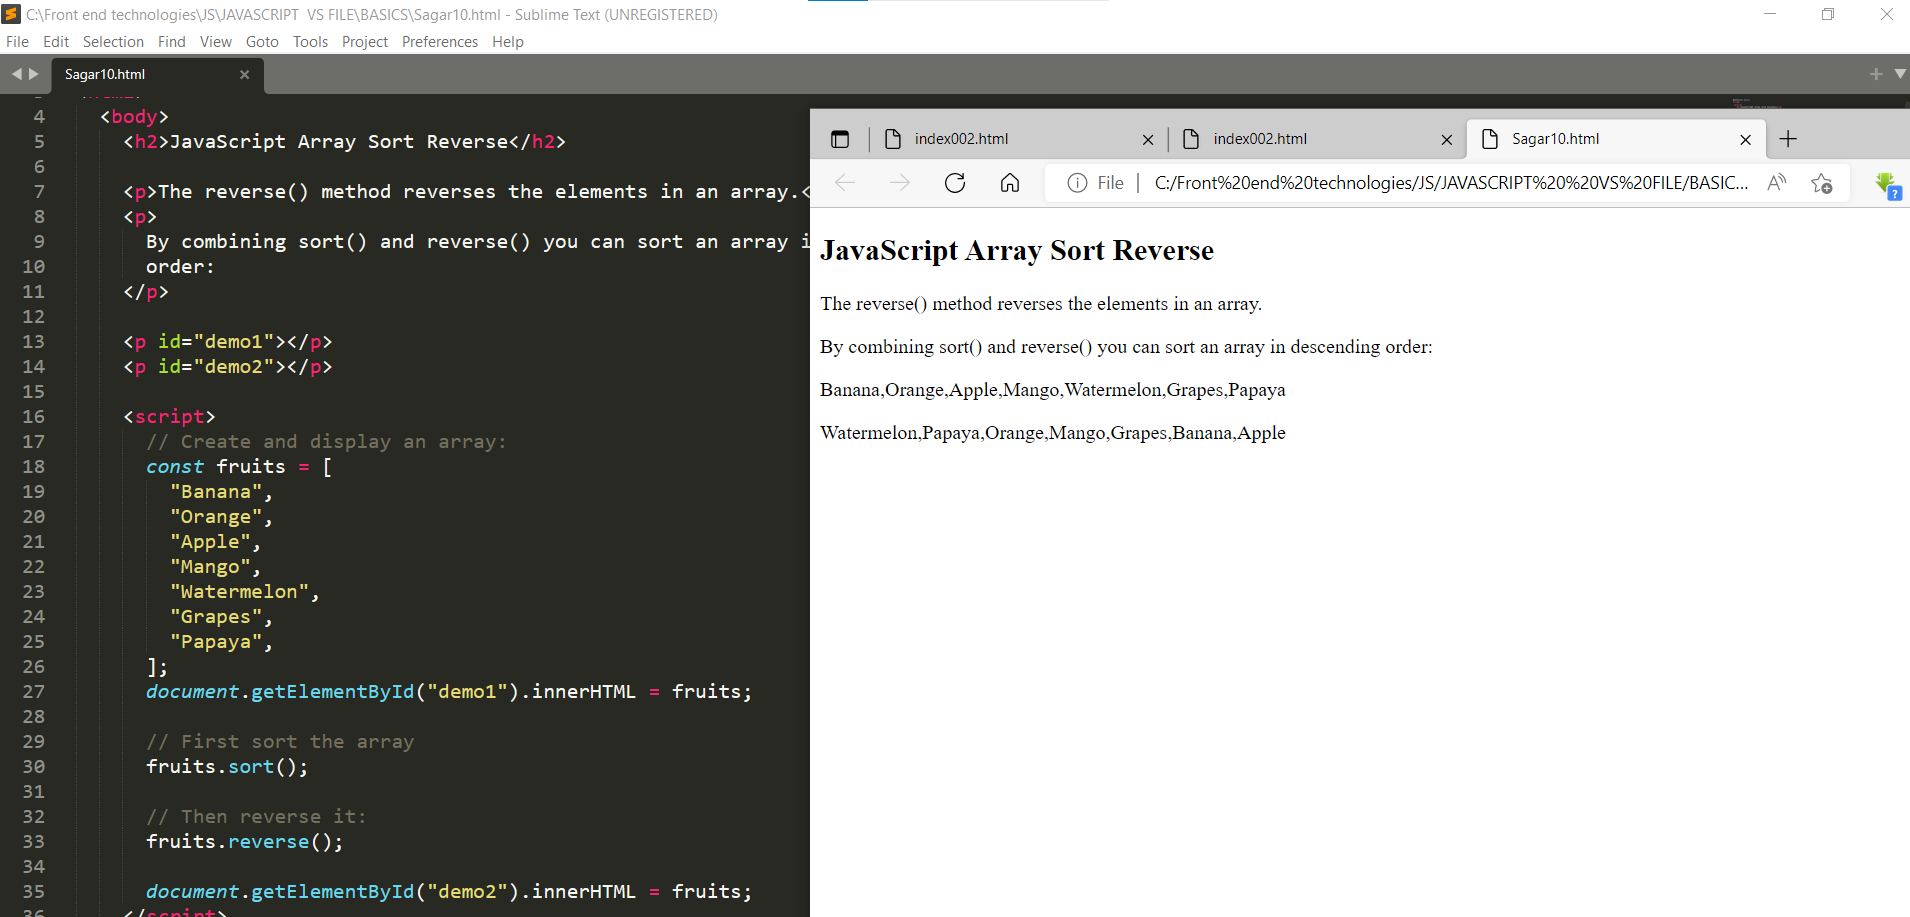 C:\Front end technologies\JS\JAVASCRIPT  VS FILE\BASICS\Sagar10.html - Sublime Text (UNREGISTERED)
File Edit Selection Find View Goto Tools Project Preferences Help
Sagar10.html
4 <body>
5 <h2>JavaScript Array Sort Reverse</h2>
6
7 <p>The reverse() method reverses the elements in an array.<
8 <p>
9 By combining sort() and reverse() you can sort an array i
10 order:
11 </p>
12
13 <p id="demo1"></p>
14 <p id="demo2"></p>
15
16 <script>
17 // Create and display an array:
18 const fruits = [
19 "Banana",
20 "Orange",
21 "Apple",
22 "Mango",
23 "Watermelon",
24 "Grapes",
25 "Papaya",
26 ];
27 document.getElementById("demo1").innerHTML = fruits;
28
29 // First sort the array
30 fruits.sort();
31
32 // Then reverse it:
33 fruits.reverse();
34
35 document.getElementById("demo2").innerHTML = fruits;
36 </script>
index002.html index002.html Sagar10.html
File C:/Front%20end%20technologies/JS/JAVASCRIPT%20%20VS%20FILE/BASIC...
JavaScript Array Sort Reverse
The reverse() method reverses the elements in an array.
By combining sort() and reverse() you can sort an array in descending order:
Banana,Orange,Apple,Mango,Watermelon,Grapes,Papaya
Watermelon,Papaya,Orange,Mango,Grapes,Banana,Apple